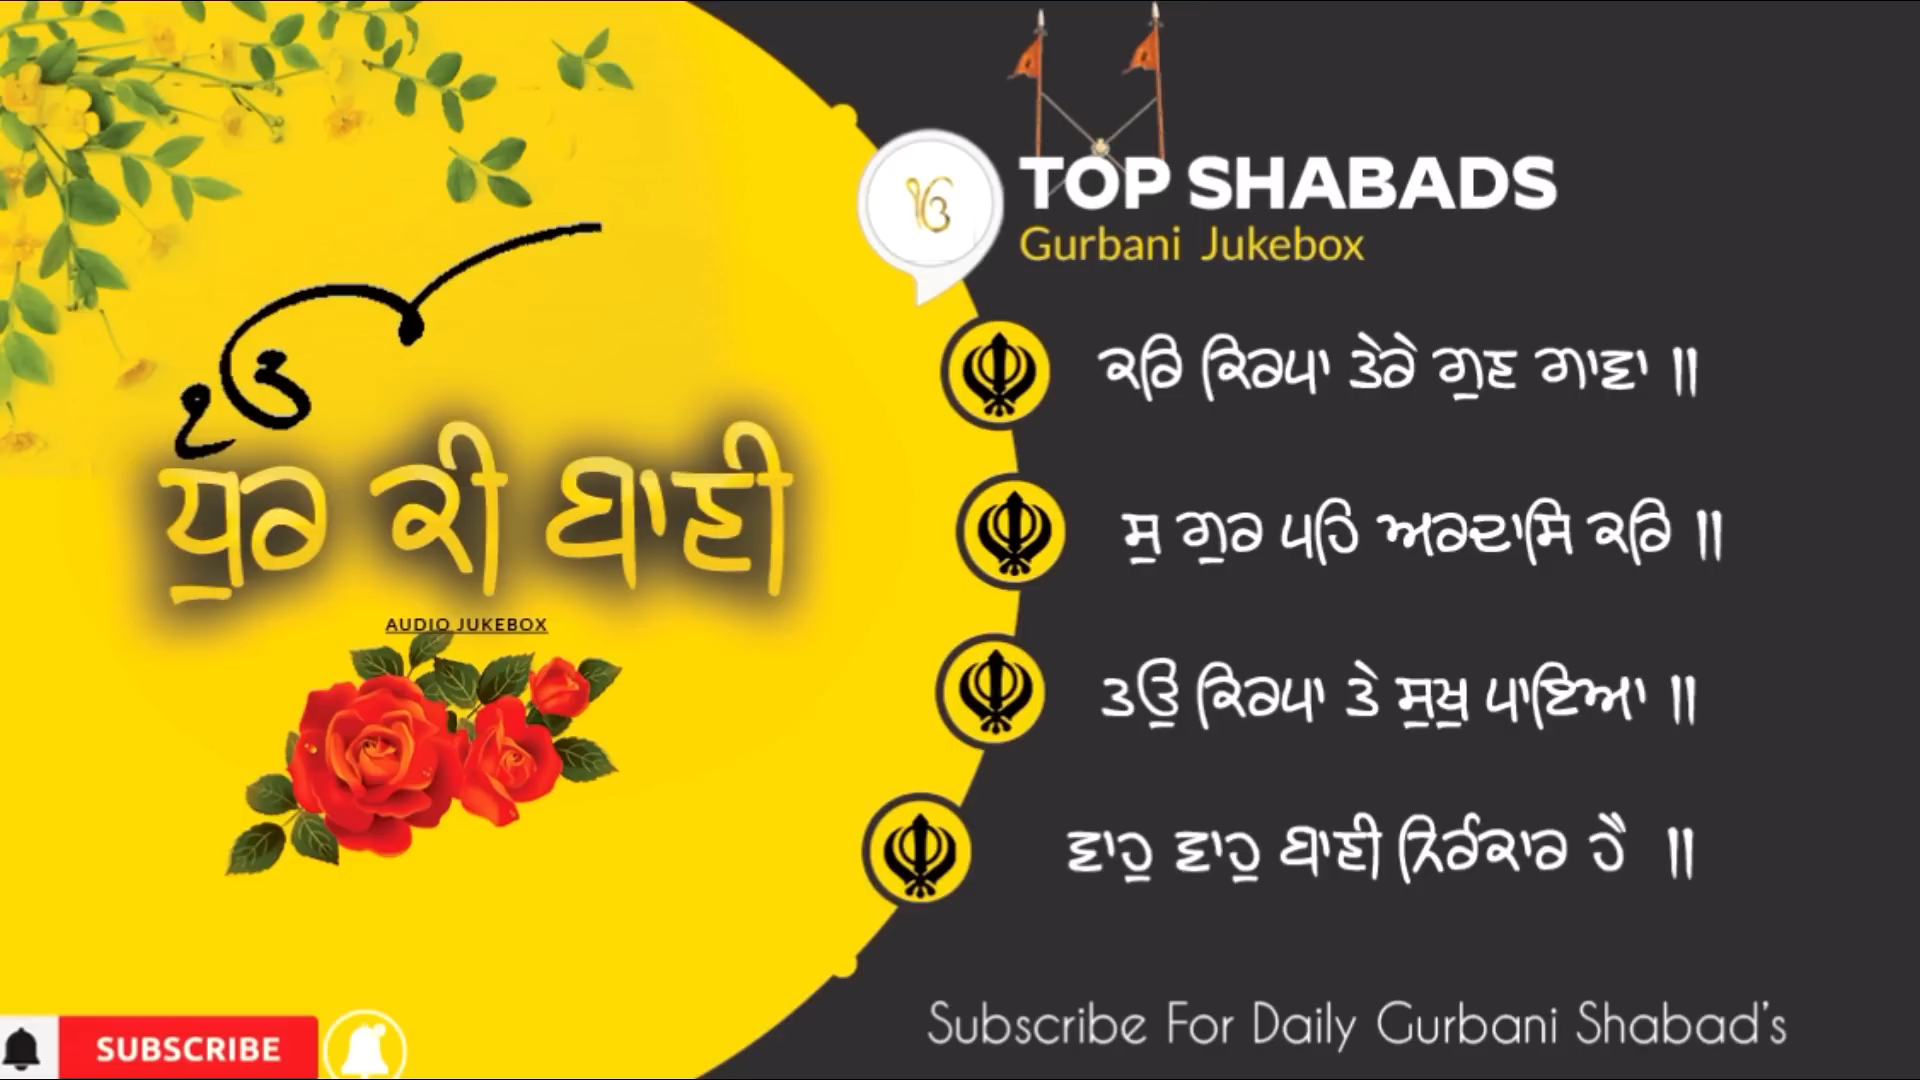 ੴ
ਧੁਰ ਕੀ ਬਾਣੀ
AUDIO JUKEBOX
SUBSCRIBE
ੴ
TOP SHABADS
Gurbani Jukebox
ਕਰਿ ਕਿਰਪਾ ਤੇਰੇ ਗੁਣ ਗਾਵਾ ॥
ਸੁ ਗੁਰ ਪਹਿ ਅਰਦਾਸਿ ਕਰਿ ॥
ਤਉੁ ਕਿਰਪਾ ਤੇ ਸੁਖੁ ਪਾਇਆ ॥
ਵਾਹੁ ਵਾਹੁ ਬਾਣੀ ਨਿਰੰਕਾਰ ਹੈ ॥
Subscribe For Daily Gurbani Shabad's